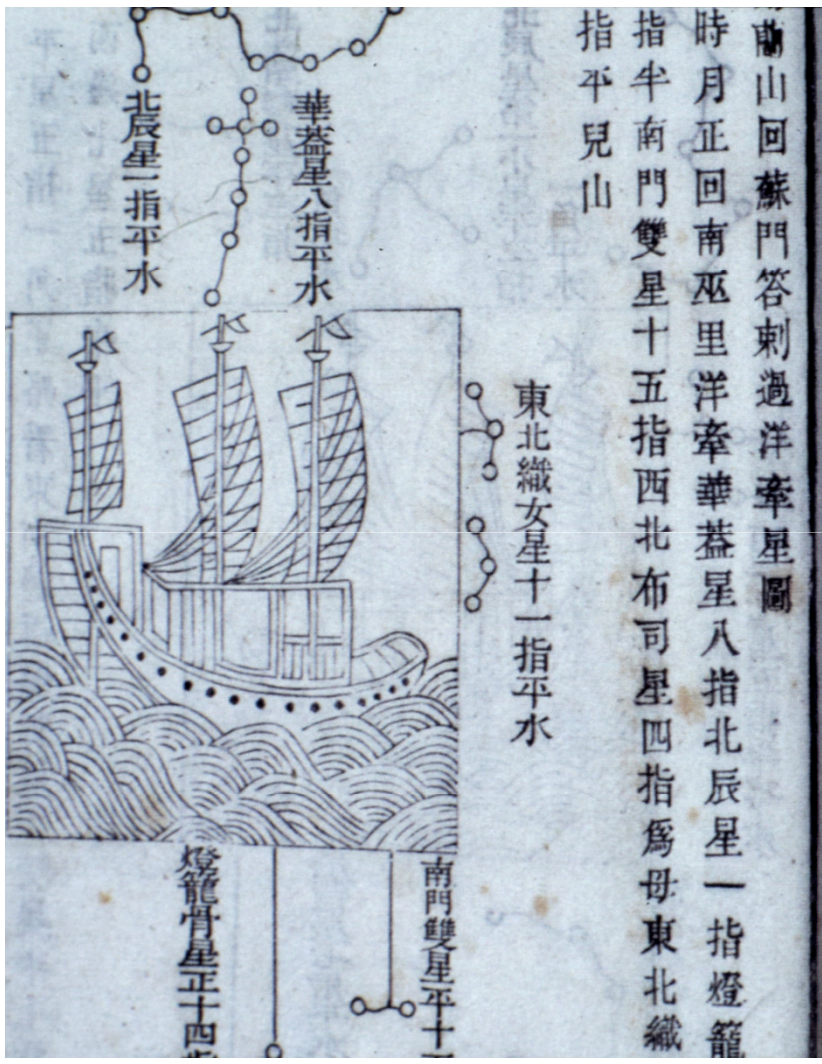 蘭山回蘇門答剌過洋牽星圖
時月正回南巫里洋牽華蓋星八指北辰星一指燈籠
指半南門雙星十五指西北布司星四指爲母東北織
指平兒山
東北織女星十一指平水
華蓋星八指平水
北辰星一指平水
南門雙星平十
燈籠骨星正十四